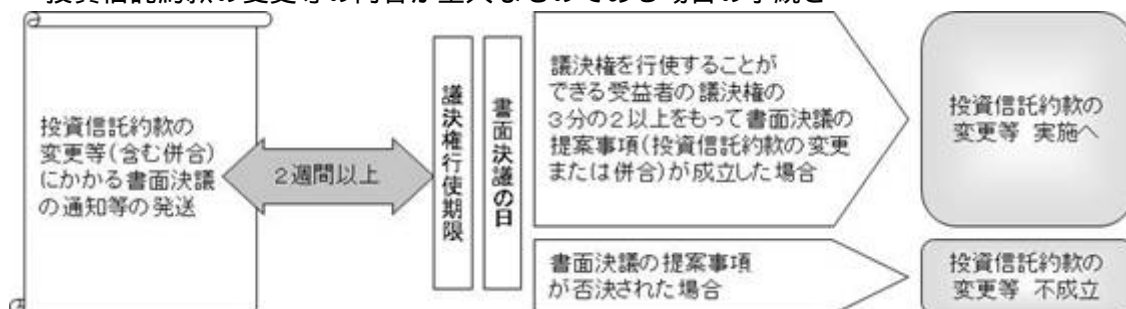 投資信託約款の変更等の内容が重大なものである場合の手続き
投資信託約款の
変更等(含む併合)
にかかる書面決議
の通知等の発送
2週間以上
議決権行使期限
書面決議の日
議決権を行使することが
できる受益者の議決権の
3分の2以上をもって書面決議の
提案事項(投資信託約款の変更
または併合)が成立した場合
投資信託約款の
変更等 実施へ
書面決議の提案事項
が否決された場合
投資信託約款の
変更等 不成立